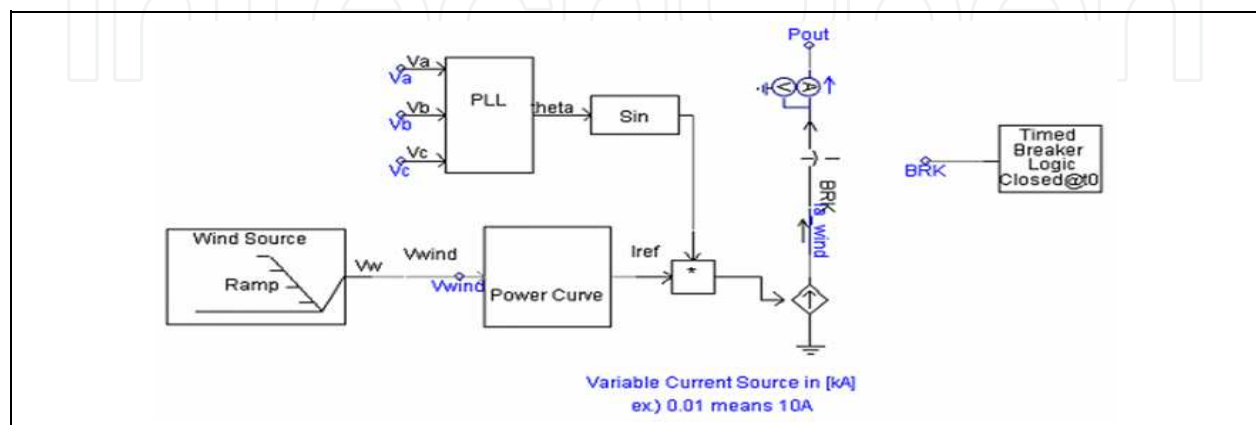 Pout
Va
Va
PLL
Vb
Vb
theta
Sin
Vc
Vc
BRK
Timed
Breaker
Logic
Closed@t0
BRK
Ia_wind
Wind Source
Ramp
Vw
Vwind
Vwind
Power Curve
Iref
*
V
A
Variable Current Source in [kA]
ex.) 0.01 means 10A